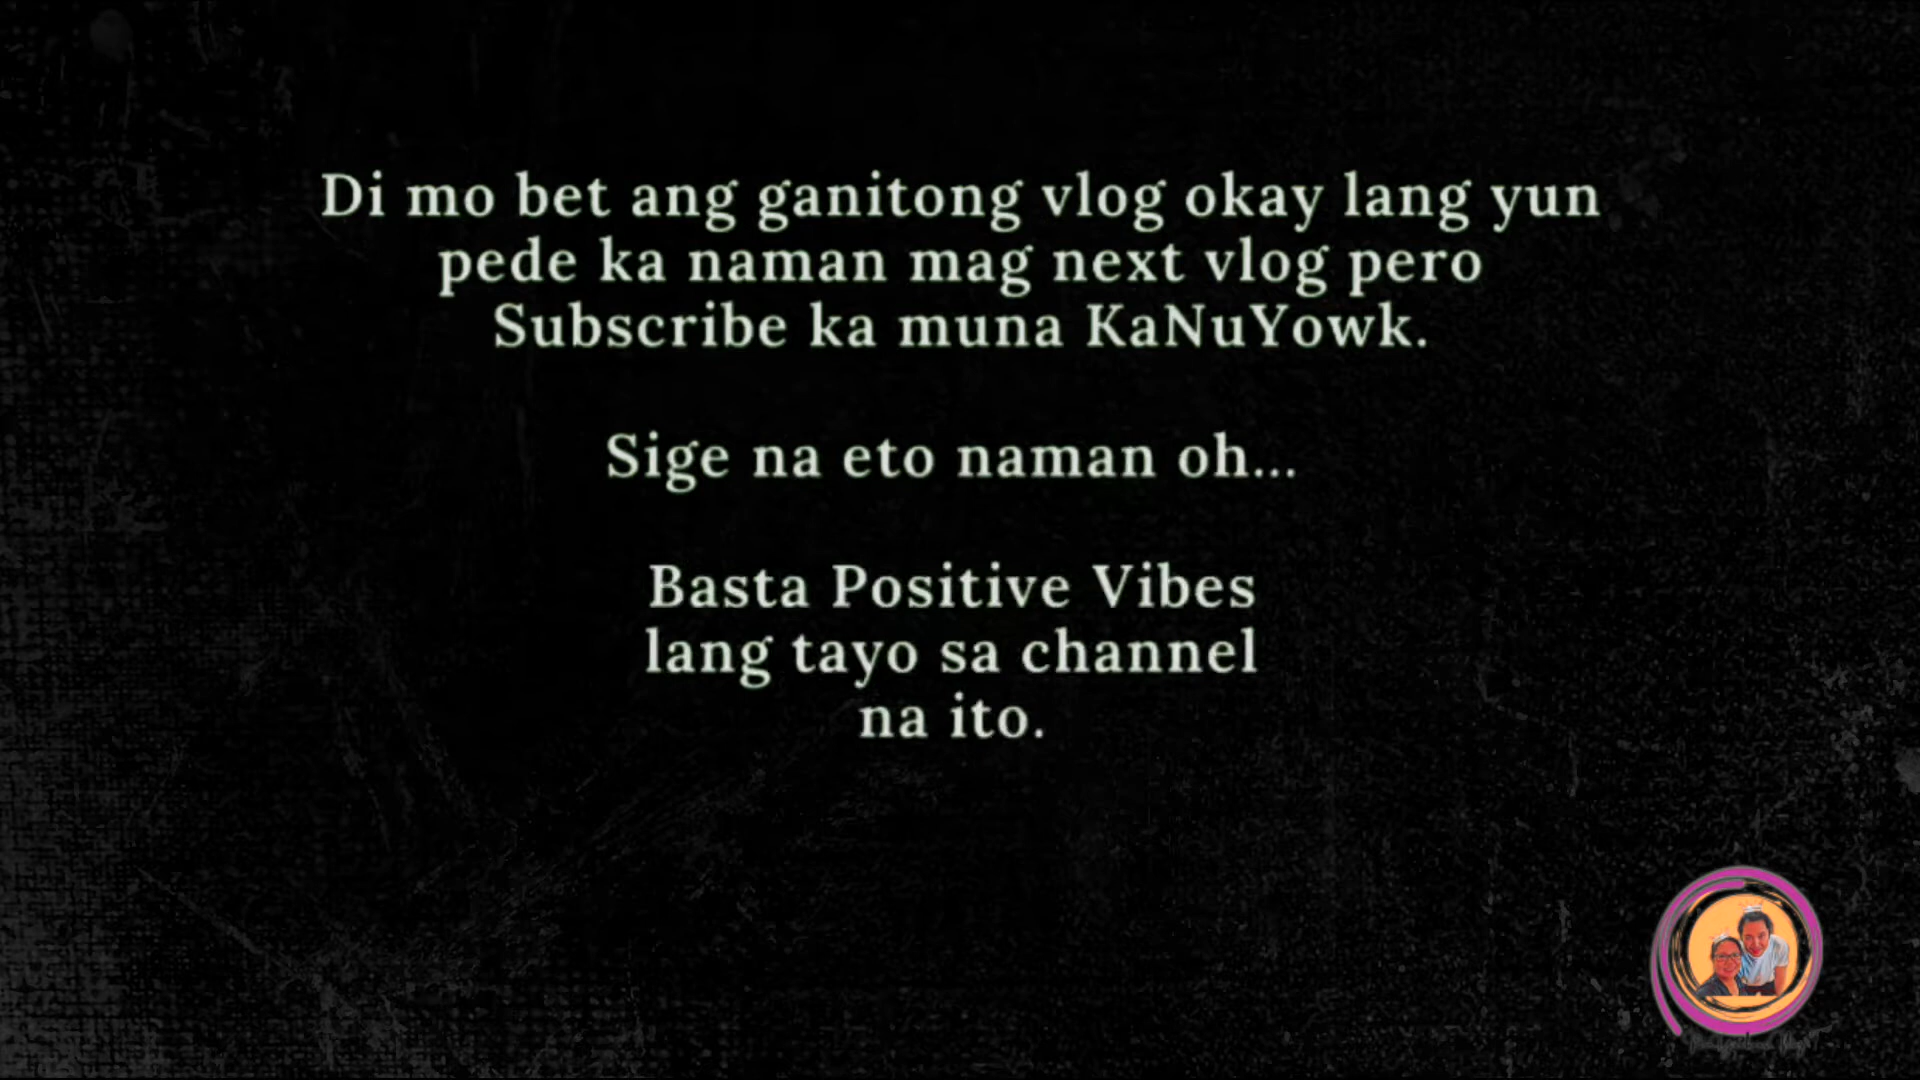 Di mo bet ang ganitong vlog okay lang yun
pede ka naman mag next vlog pero
Subscribe ka muna KaNuYowk.
Sige na eto naman oh...
Basta Positive Vibes
lang tayo sa channel
na ito.